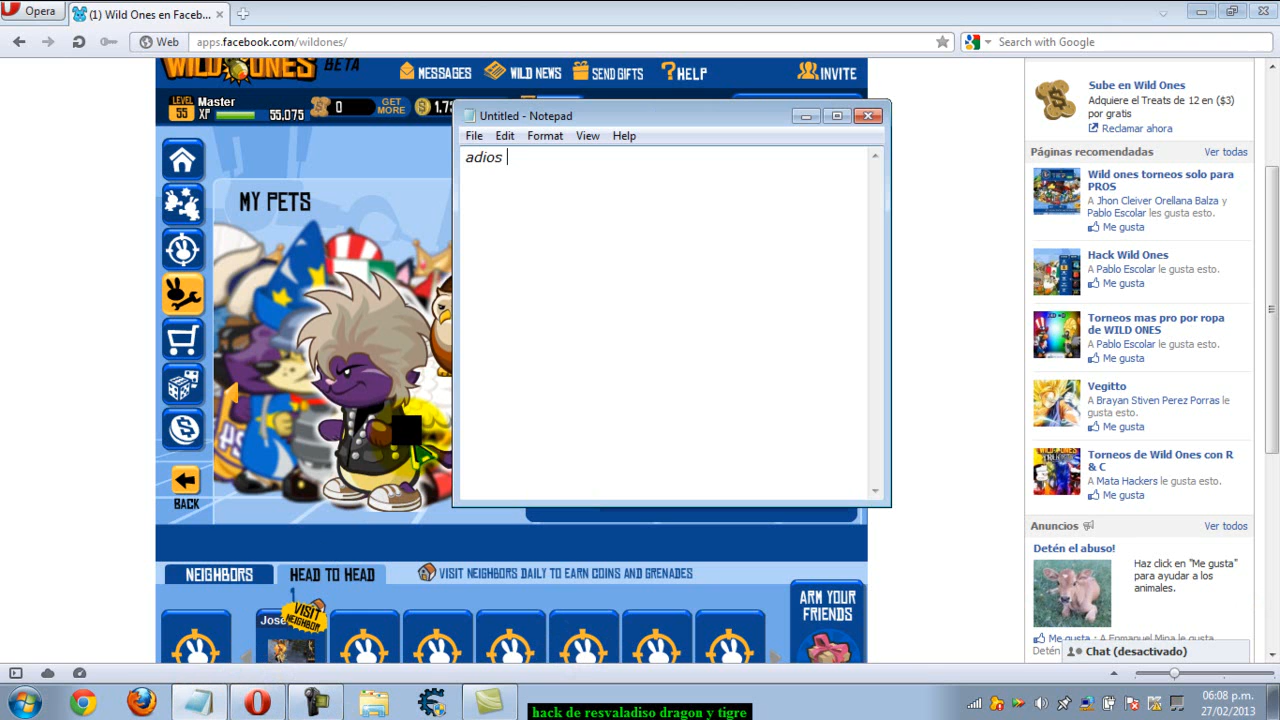 Opera
(1) Wild Ones en Faceb...
Web
apps.facebook.com/wildones/
Search with Google
WILD ONES BETA
MESSAGES
WILD NEWS
SEND GIFTS
HELP
INVITE
LEVEL
55
Master
XP
55.075
0
GET
MORE
Untitled - Notepad
File Edit Format View Help
adios
MY PETS
BACK
NEIGHBORS
HEAD TO HEAD
VISIT NEIGHBORS DAILY TO EARN COINS AND GRENADES
VISIT
NEIGHBOR
ARM YOUR
FRIENDS
Sube en Wild Ones
Adquiere el Treats de 12 en ($3)
por gratis
Reclamar ahora
Páginas recomendadas
Ver todas
Wild ones torneos solo para
PROS
A Jhon Cleiver Orellana Balza y
Pablo Escolar les gusta esto.
Me gusta
Hack Wild Ones
A Pablo Escolar le gusta esto.
Me gusta
Torneos mas pro por ropa
de WILD ONES
A Pablo Escolar le gusta esto.
Me gusta
Vegitto
A Brayan Stiven Perez Porras le
gusta esto.
Me gusta
Torneos de Wild Ones con R
& C
A Mata Hackers le gusta esto.
Me gusta
Anuncios
Ver todos
Detén el abuso!
Haz click en "Me gusta"
para ayudar a los
animales.
Me gusta
Chat (desactivado)
06:08 p.m.
27/02/2013
hack de resvaladiso dragon y tigre